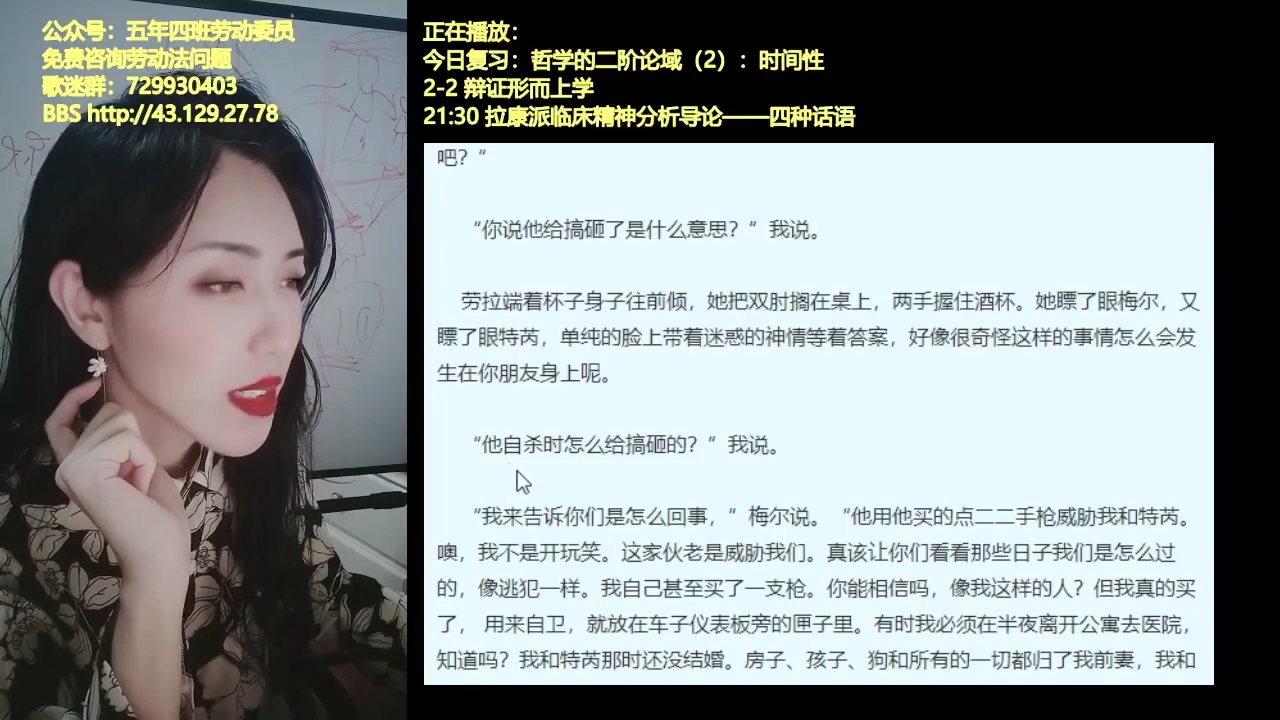 公众号：五年四班劳动委员
免费咨询劳动法问题
歌迷群：729930403
BBS http://43.129.27.78
正在播放：
今日复习：哲学的二阶论域（2）：时间性
2-2 辩证形而上学
21:30 拉康派临床精神分析导论——四种话语
吧？“
“你说他给搞砸了是什么意思？“ 我说。
劳拉端着杯子身子往前倾，她把双肘搁在桌上，两手握住酒杯。她瞟了眼梅尔，又
瞟了眼特芮，单纯的脸上带着迷惑的神情等着答案，好像很奇怪这样的事情怎么会发
生在你朋友身上呢。
“他自杀时怎么给搞砸的？“ 我说。
“我来告诉你们是怎么回事，“ 梅尔说。“他用他买的点二二手枪威胁我和特芮。
噢，我不是开玩笑。这家伙老是威胁我们。真该让你们看看那些日子我们是怎么过
的，像逃犯一样。我自己甚至买了一支枪。你能相信吗，像我这样的人？但我真的买
了， 用来自卫，就放在车子仪表板旁的匣子里。有时我必须在半夜离开公寓去医院，
知道吗？我和特芮那时还没结婚。房子、孩子、狗和所有的一切都归了我前妻，我和